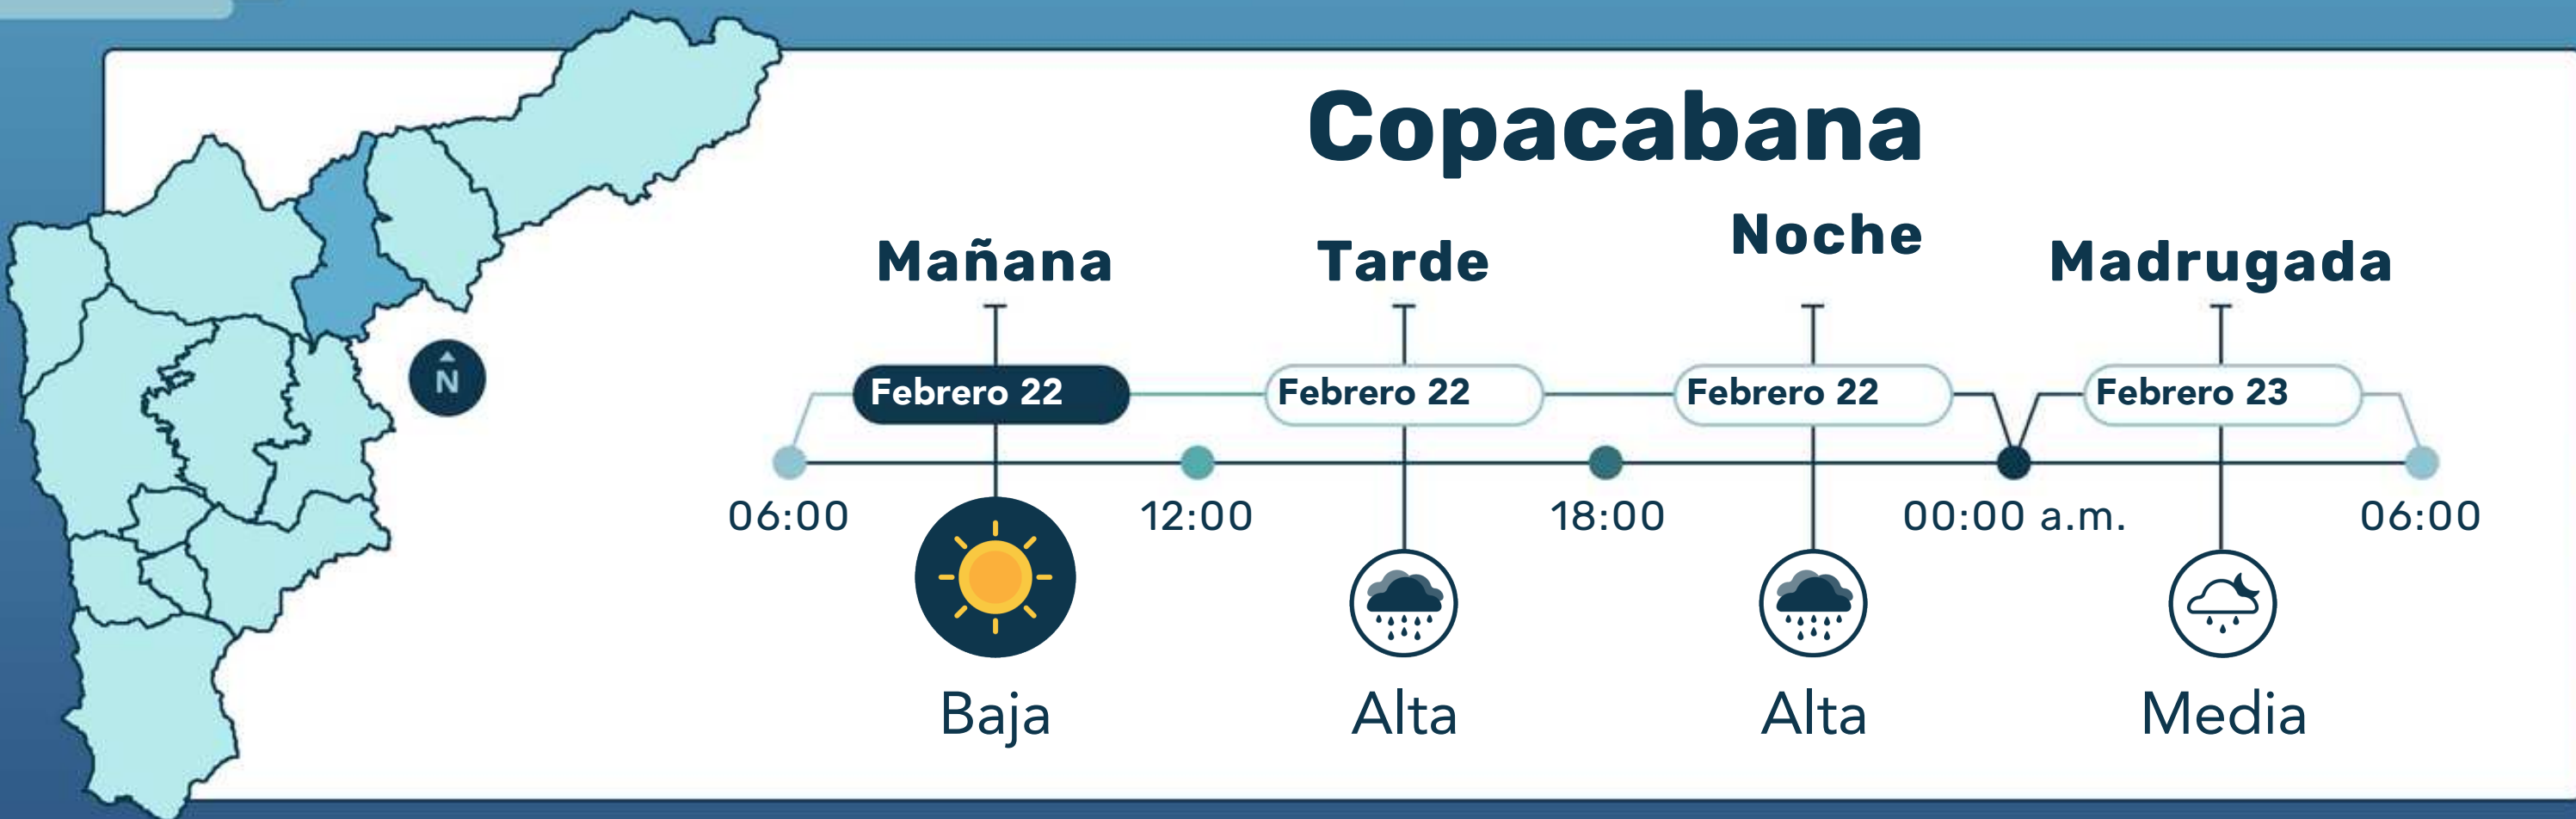 Copacabana
Mañana
Tarde
Noche
Madrugada
Febrero 22
Febrero 22
Febrero 22
Febrero 23
N
06:00
12:00
18:00
00:00 a.m.
06:00
Baja
Alta
Alta
Media